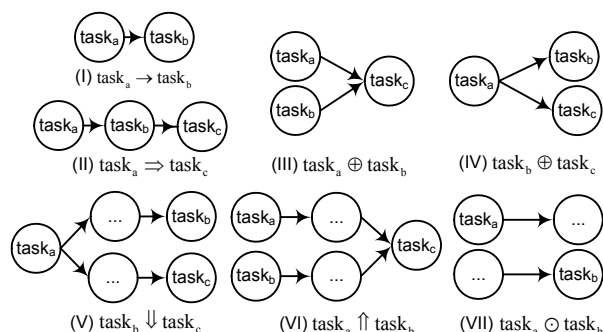 task_a task_b
(I) task_a → task_b
task_a task_b task_c
(II) task_a ⇒ task_c
task_a
task_b
task_c
(III) task_a ⊕ task_b
task_a
task_b
task_c
(IV) task_b ⊕ task_c
task_a
... task_b
... task_c
(V) task_b ⇓ task_c
task_a ...
task_b ...
task_c
(VI) task_a ⇑ task_b
task_a ...
... task_b
(VII) task_a ⊙ task_b